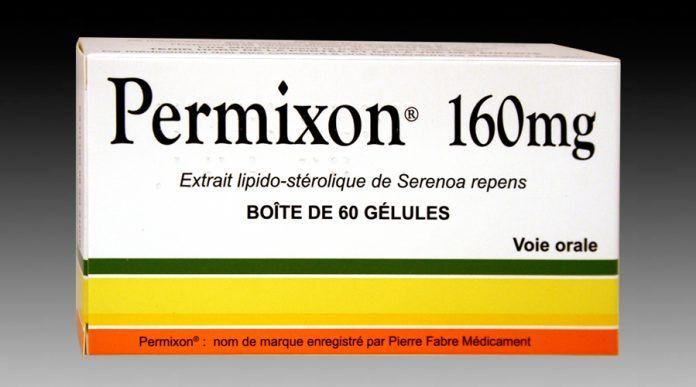 Permixon® 160mg
Extrait lipido-stérolique de Serenoa repens
BOÎTE DE 60 GÉLULES
Voie orale
Permixon® : nom de marque enregistré par Pierre Fabre Médicament